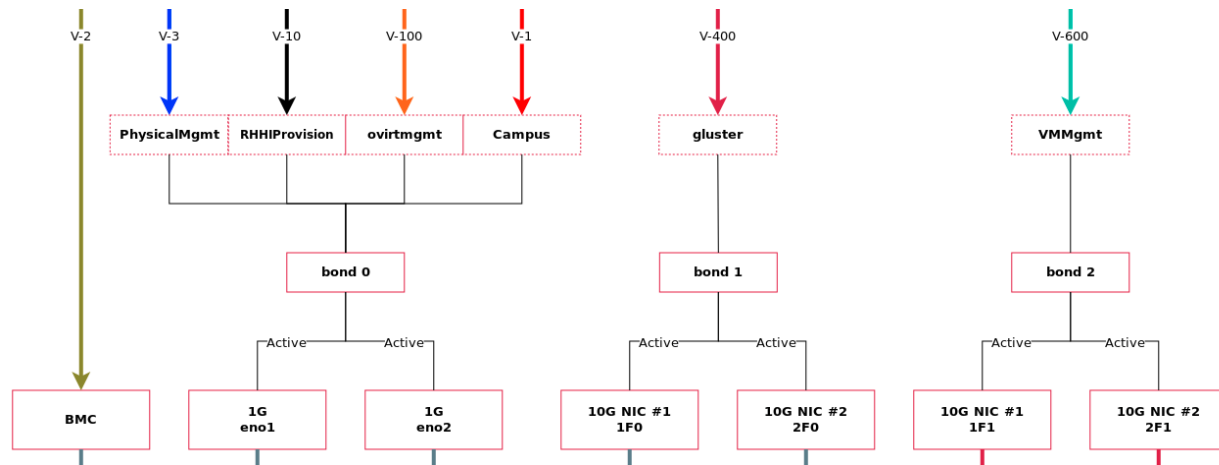 V-2
V-3
V-10
V-100
V-1
V-400
V-600
PhysicalMgmt
RHHIProvision
ovirtmgmt
Campus
gluster
VMMgmt
bond 0
bond 1
bond 2
Active
Active
Active
Active
Active
Active
BMC
1G
eno1
1G
eno2
10G NIC #1
1F0
10G NIC #2
2F0
10G NIC #1
1F1
10G NIC #2
2F1